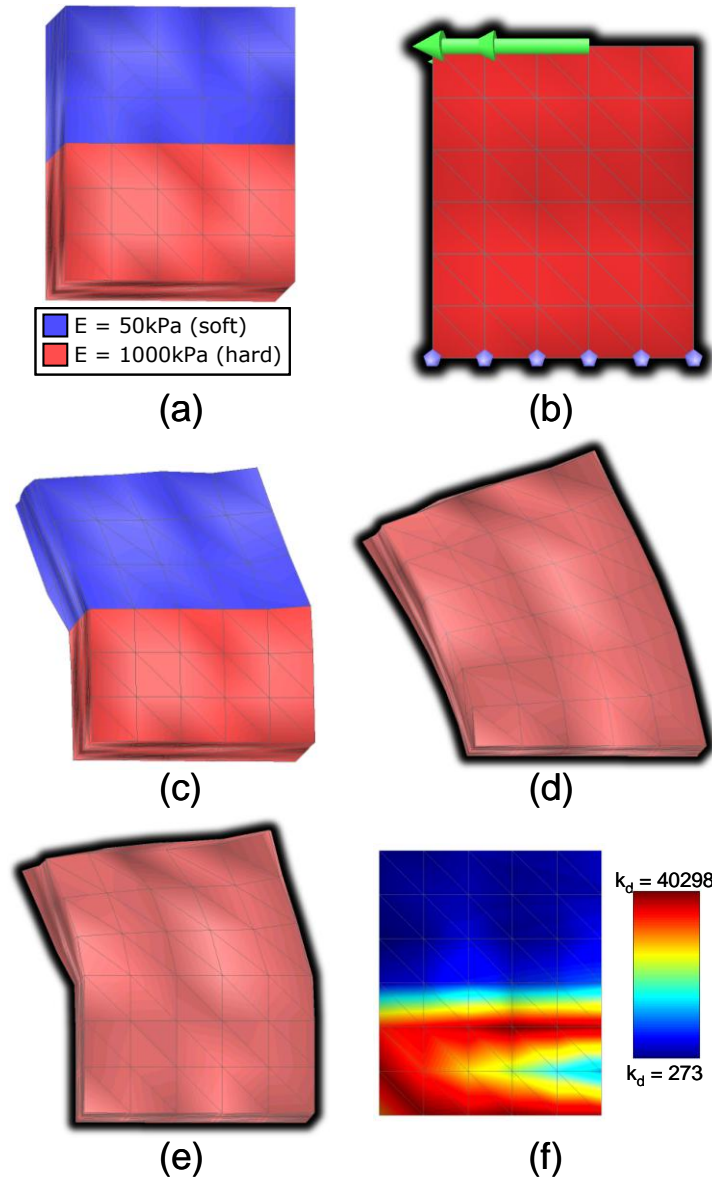 E = 50kPa (soft)
E = 1000kPa (hard)
(a)
(b)
(c)
(d)
k_d = 40298
k_d = 273
(e)
(f)